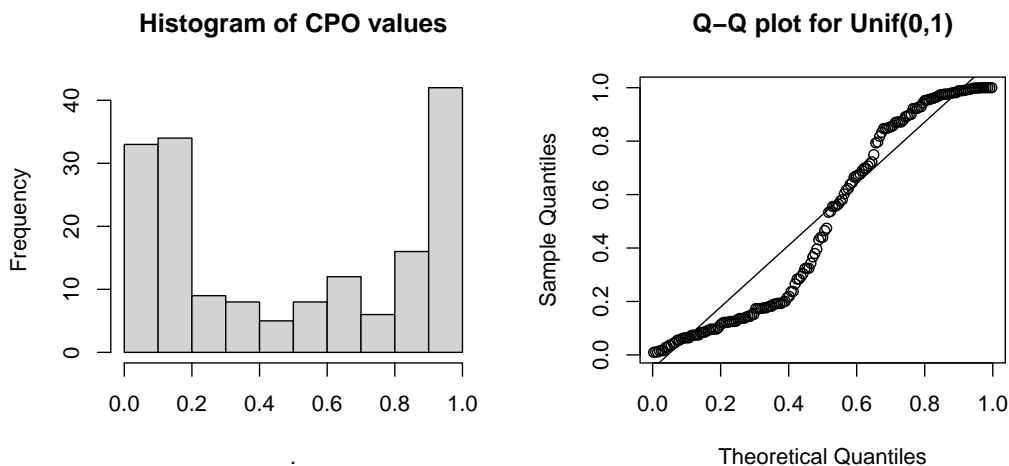 Histogram of CPO values
Frequency
0 10 20 30 40
0.0 0.2 0.4 0.6 0.8 1.0
.
Q−Q plot for Unif(0,1)
Sample Quantiles
0.0 0.2 0.4 0.6 0.8 1.0
0.0 0.2 0.4 0.6 0.8 1.0
Theoretical Quantiles